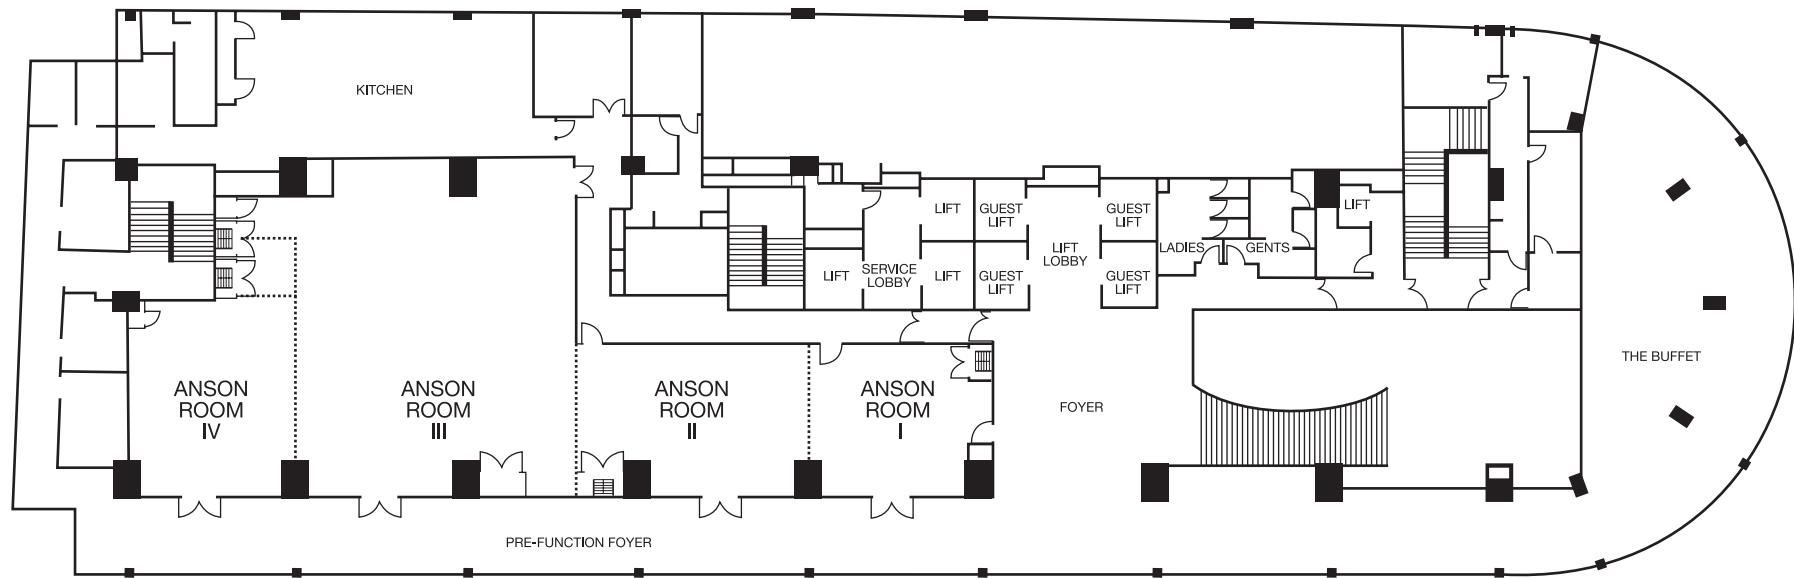 KITCHEN
LIFT
GUEST
LIFT
GUEST
LIFT
LIFT
LADIES
GENTS
LIFT
LOBBY
LIFT
SERVICE
LOBBY
LIFT
GUEST
LIFT
GUEST
LIFT
THE BUFFET
ANSON
ROOM
IV
ANSON
ROOM
III
ANSON
ROOM
II
ANSON
ROOM
I
FOYER
PRE-FUNCTION FOYER